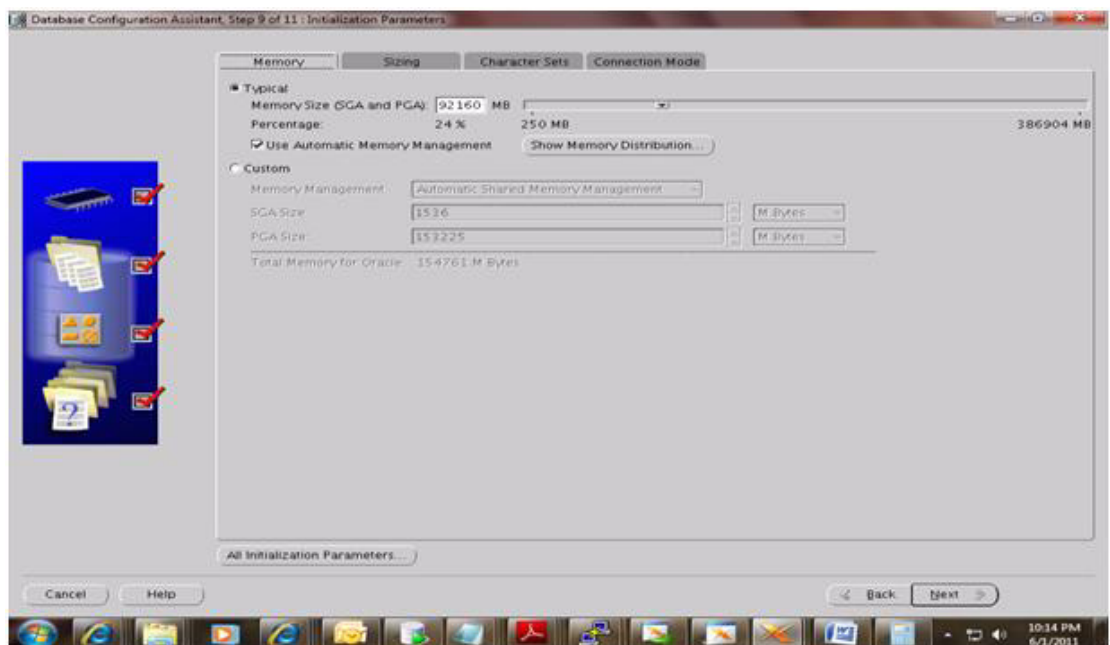 Database Configuration Assistant, Step 9 of 11 : Initialization Parameters
Memory Sizing Character Sets Connection Mode
Typical
Memory Size (SGA and PGA): 92160 MB
Percentage: 24 % 250 MB 386904 MB
Use Automatic Memory Management Show Memory Distribution...
Custom
Memory Management Automatic Shared Memory Management
SGA Size: 1536 M Bytes
PGA Size: 153225 M Bytes
Total Memory for Oracle 154761 M Bytes
?
All Initialization Parameters...
Cancel Help Back Next
10:14 PM
6/1/2011